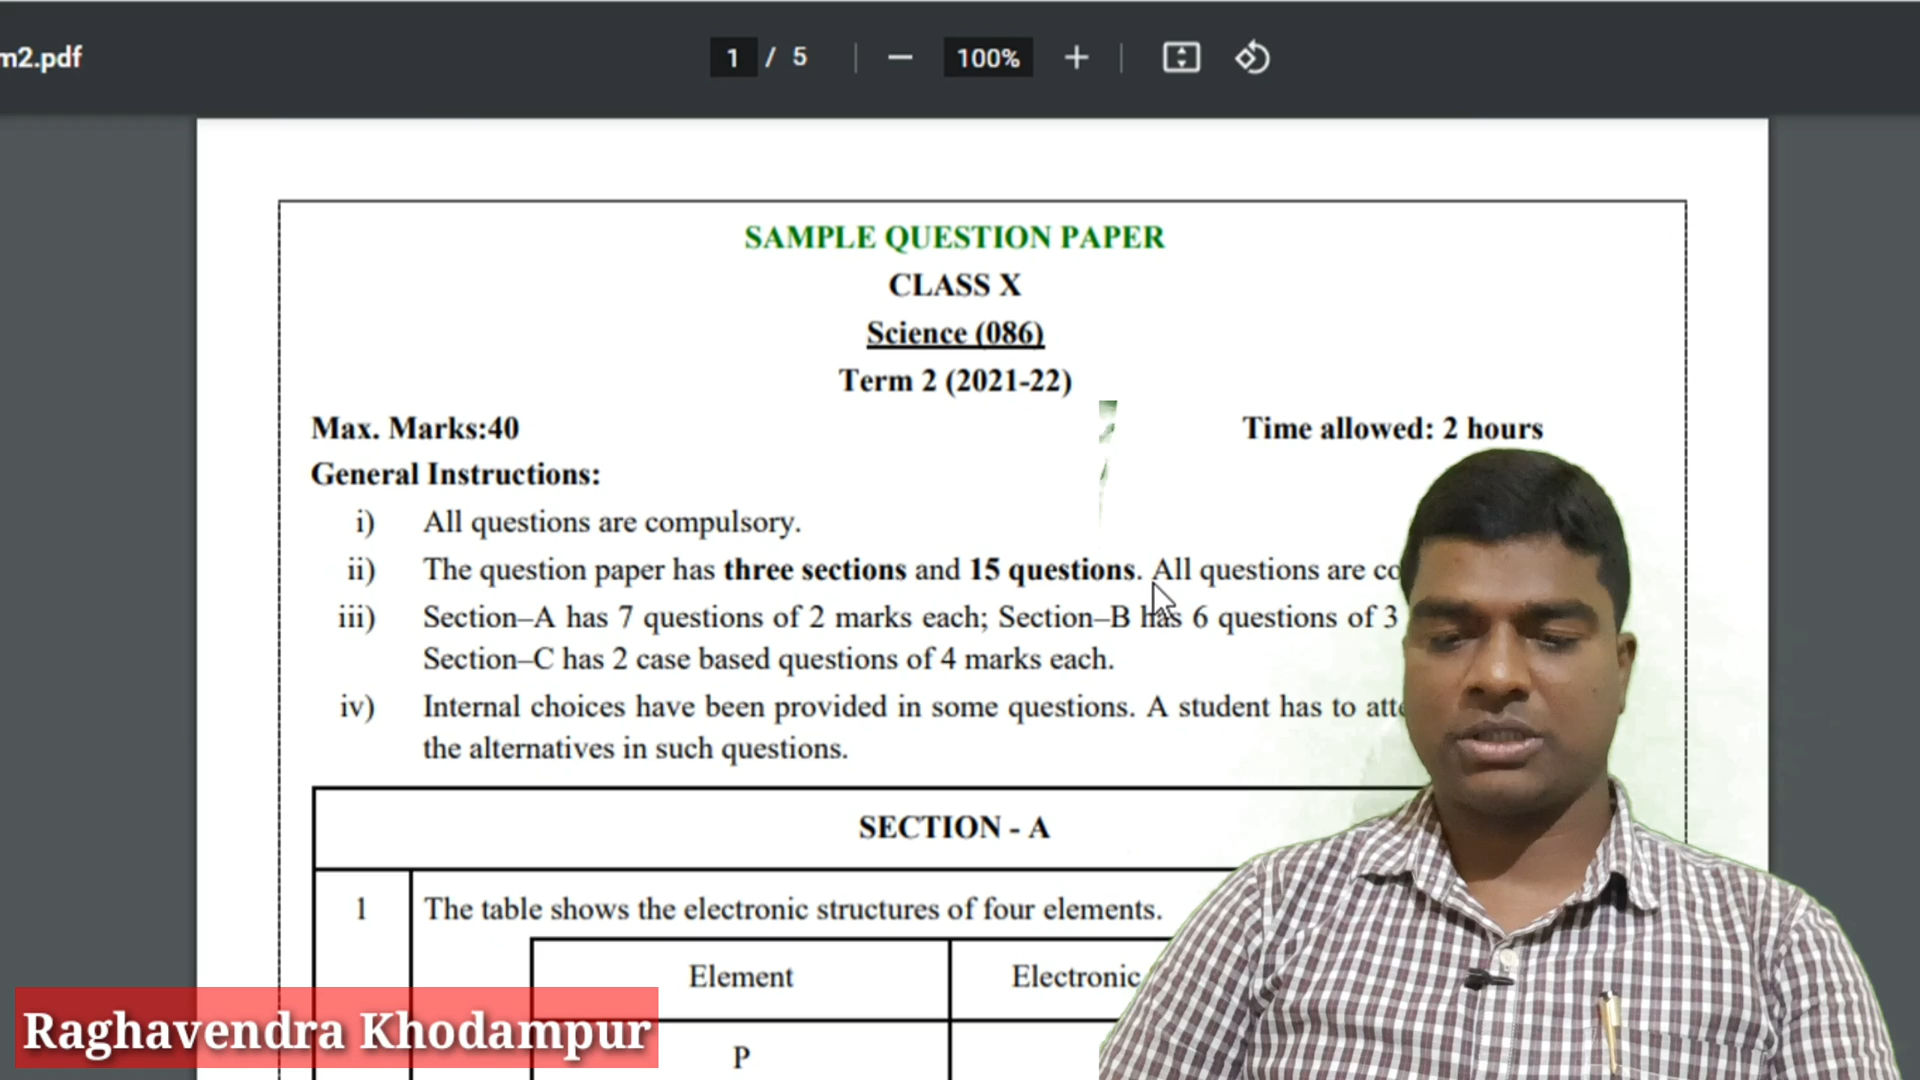 m2.pdf
1 / 5
100%
SAMPLE QUESTION PAPER
CLASS X
Science (086)
Term 2 (2021-22)
Max. Marks:40 Time allowed: 2 hours
General Instructions:
i) All questions are compulsory.
ii) The question paper has three sections and 15 questions. All questions are co
iii) Section–A has 7 questions of 2 marks each; Section–B has 6 questions of 3
Section–C has 2 case based questions of 4 marks each.
iv) Internal choices have been provided in some questions. A student has to atte
the alternatives in such questions.
SECTION - A
1 The table shows the electronic structures of four elements.
Element Electronic
P
Raghavendra Khodampur